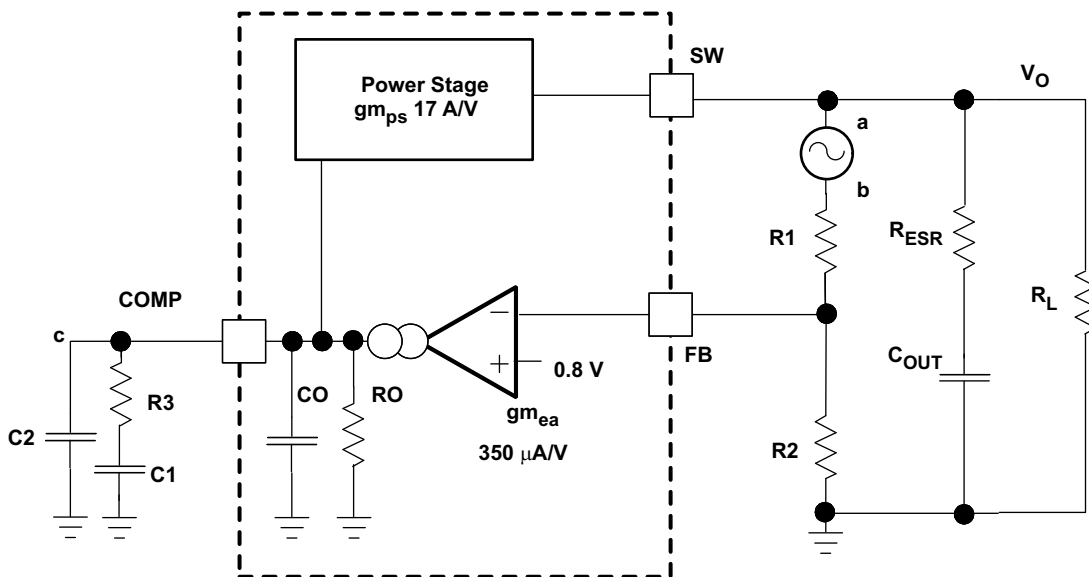 SW
Power Stage
gmps 17 A/V
VO
a
b
R1
RESR
RL
COMP
c
FB
0.8 V
COUT
CO
RO
gmea
350 μA/V
R3
C2
C1
R2